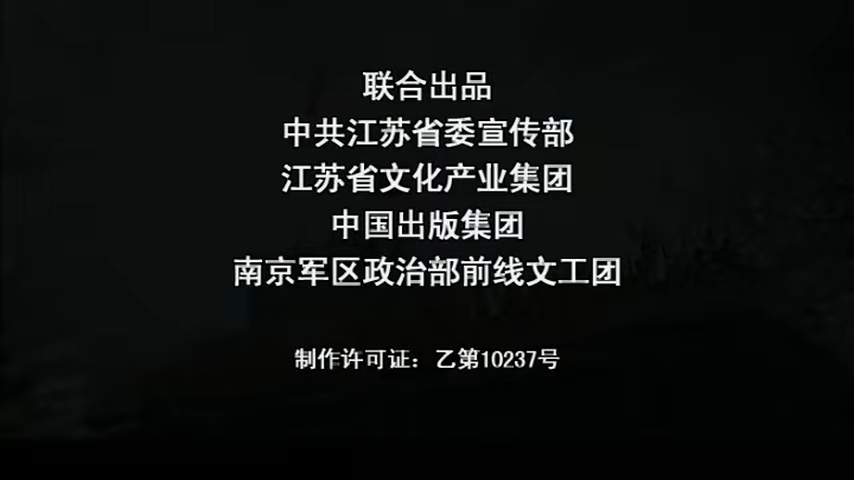 联合出品
中共江苏省委宣传部
江苏省文化产业集团
中国出版集团
南京军区政治部前线文工团
制作许可证：乙第10237号